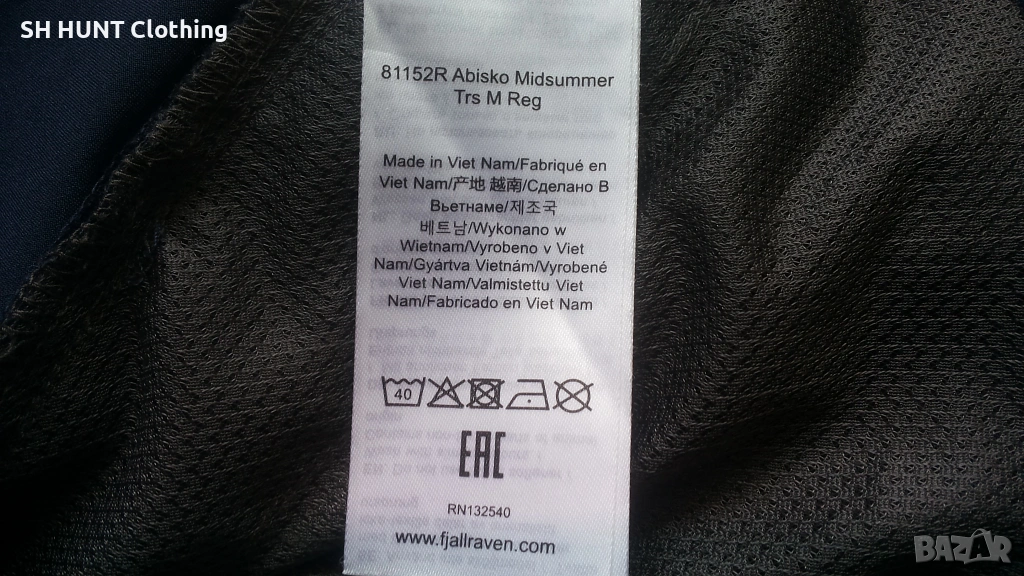 SH HUNT Clothing
81152R Abisko Midsummer
Trs M Reg
Made in Viet Nam/Fabriqué en
Viet Nam/产地 越南/Сделано В
Вьетнаме/제조국
베트남/Wykonano w
Wietnam/Vyrobeno v Viet
Nam/Gyártva Vietnám/Vyrobené
Viet Nam/Valmistettu Viet
Nam/Fabricado en Viet Nam
40
EAC
RN132540
www.fjallraven.com
BAZAR